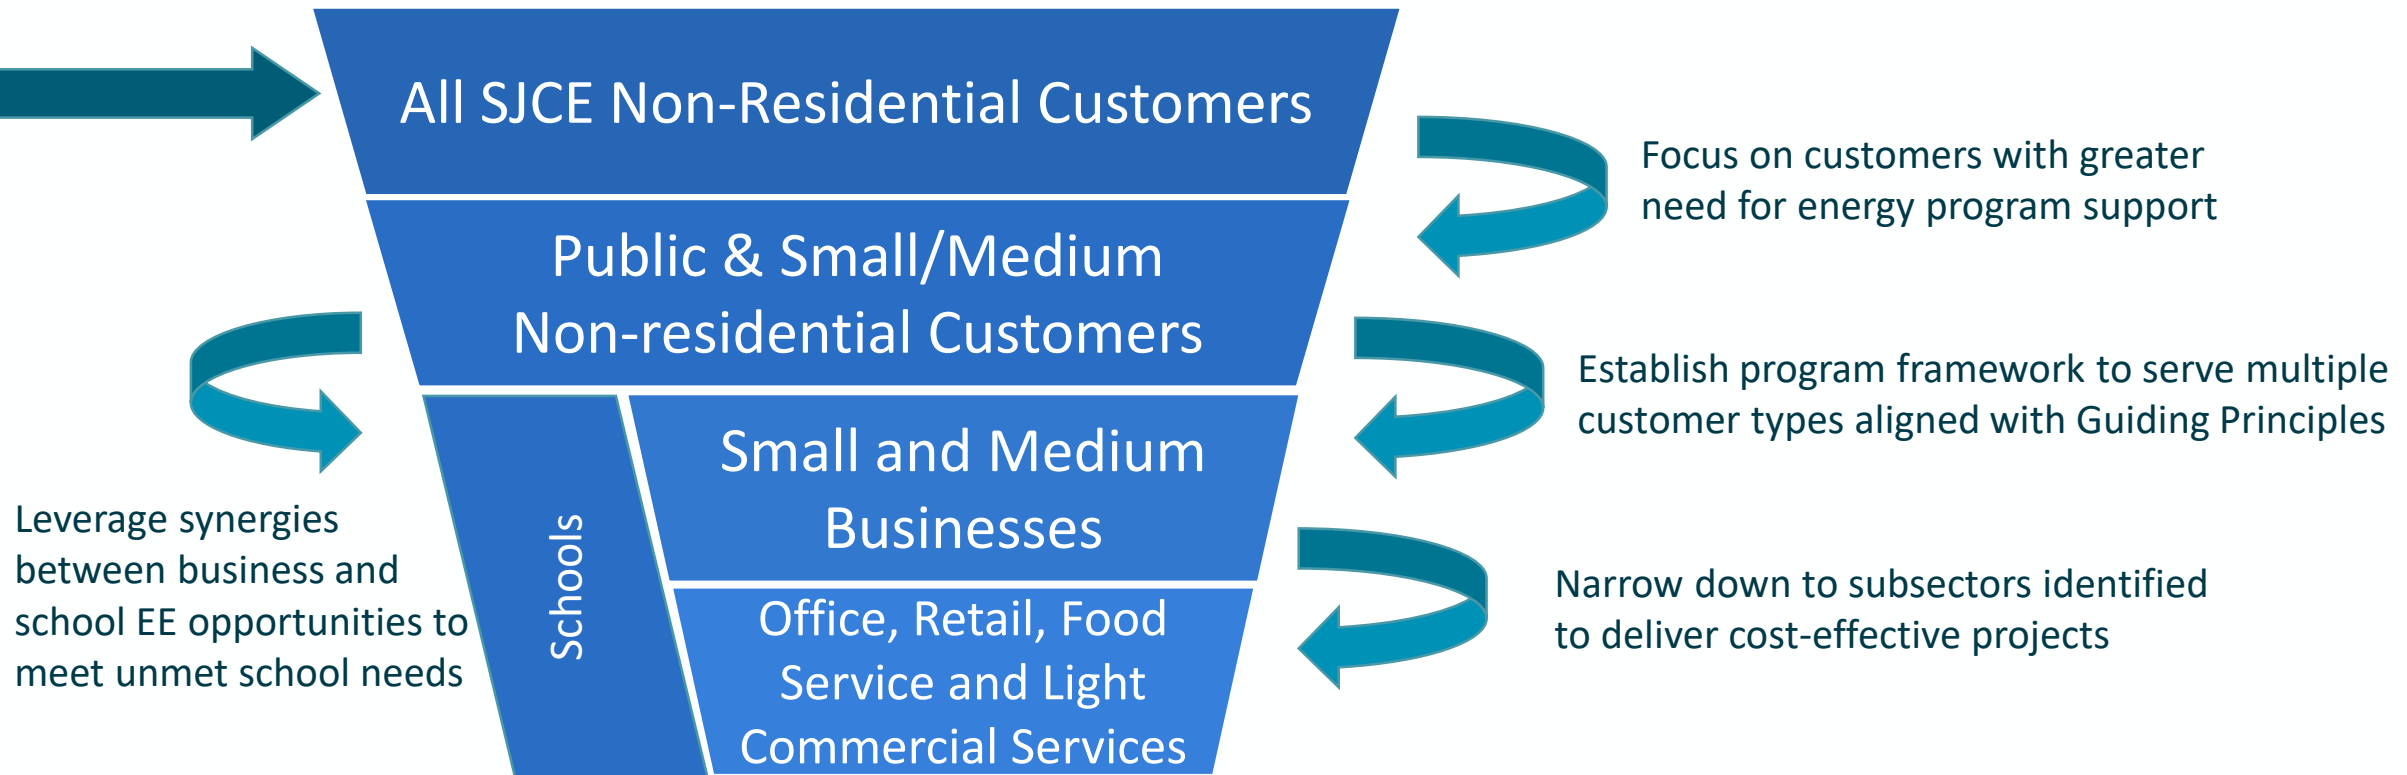 All SJCE Non-Residential Customers
Focus on customers with greater
need for energy program support
Public & Small/Medium
Non-residential Customers
Establish program framework to serve multiple
customer types aligned with Guiding Principles
Leverage synergies
between business and
school EE opportunities to
meet unmet school needs
Schools
Small and Medium
Businesses
Narrow down to subsectors identified
to deliver cost-effective projects
Office, Retail, Food
Service and Light
Commercial Services